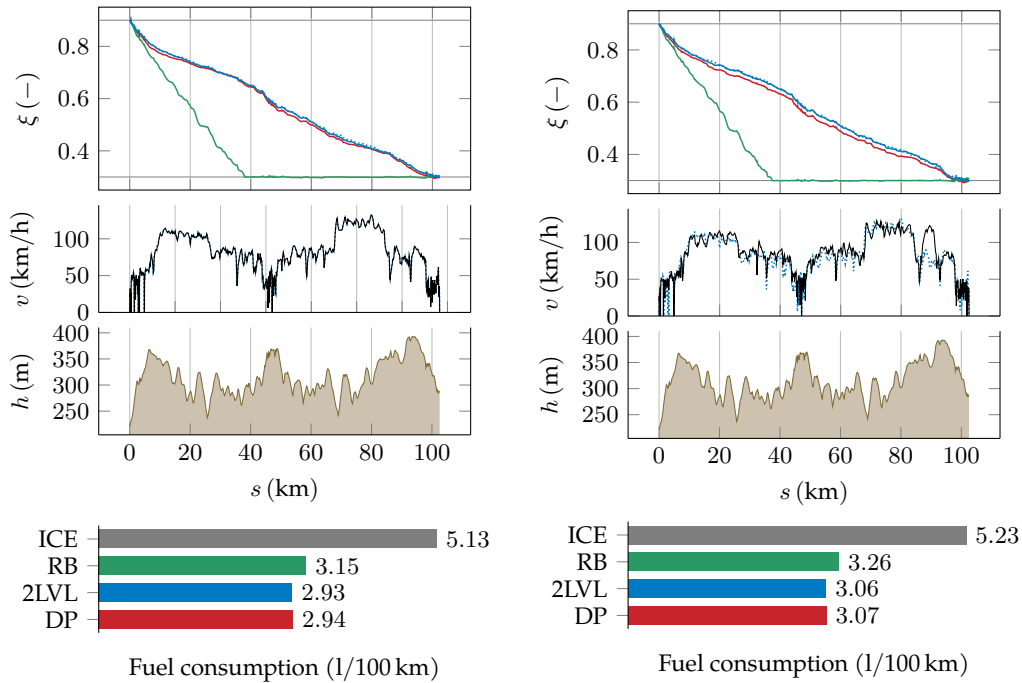 0.8
0.6
0.4
ξ (−)
100
50
0
v (km/h)
400
350
300
250
h (m)
0 20 40 60 80 100
s (km)
ICE 5.13
RB 3.15
2LVL 2.93
DP 2.94
Fuel consumption (l/100 km)
0.8
0.6
0.4
ξ (−)
100
50
0
v (km/h)
400
350
300
250
h (m)
0 20 40 60 80 100
s (km)
ICE 5.23
RB 3.26
2LVL 3.06
DP 3.07
Fuel consumption (l/100 km)